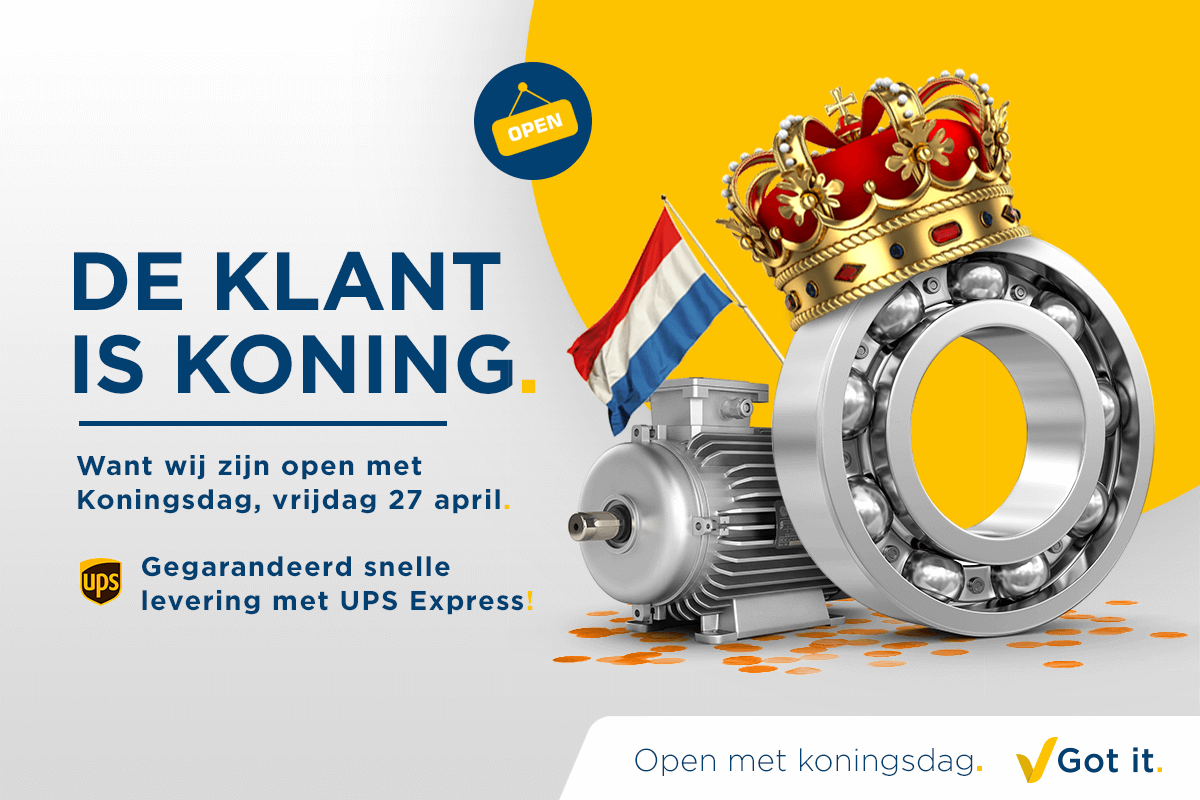 OPEN
DE KLANT
IS KONING.
Want wij zijn open met
Koningsdag, vrijdag 27 april.
ups
Gegarandeerd snelle
levering met UPS Express!
Open met koningsdag.
Got it.